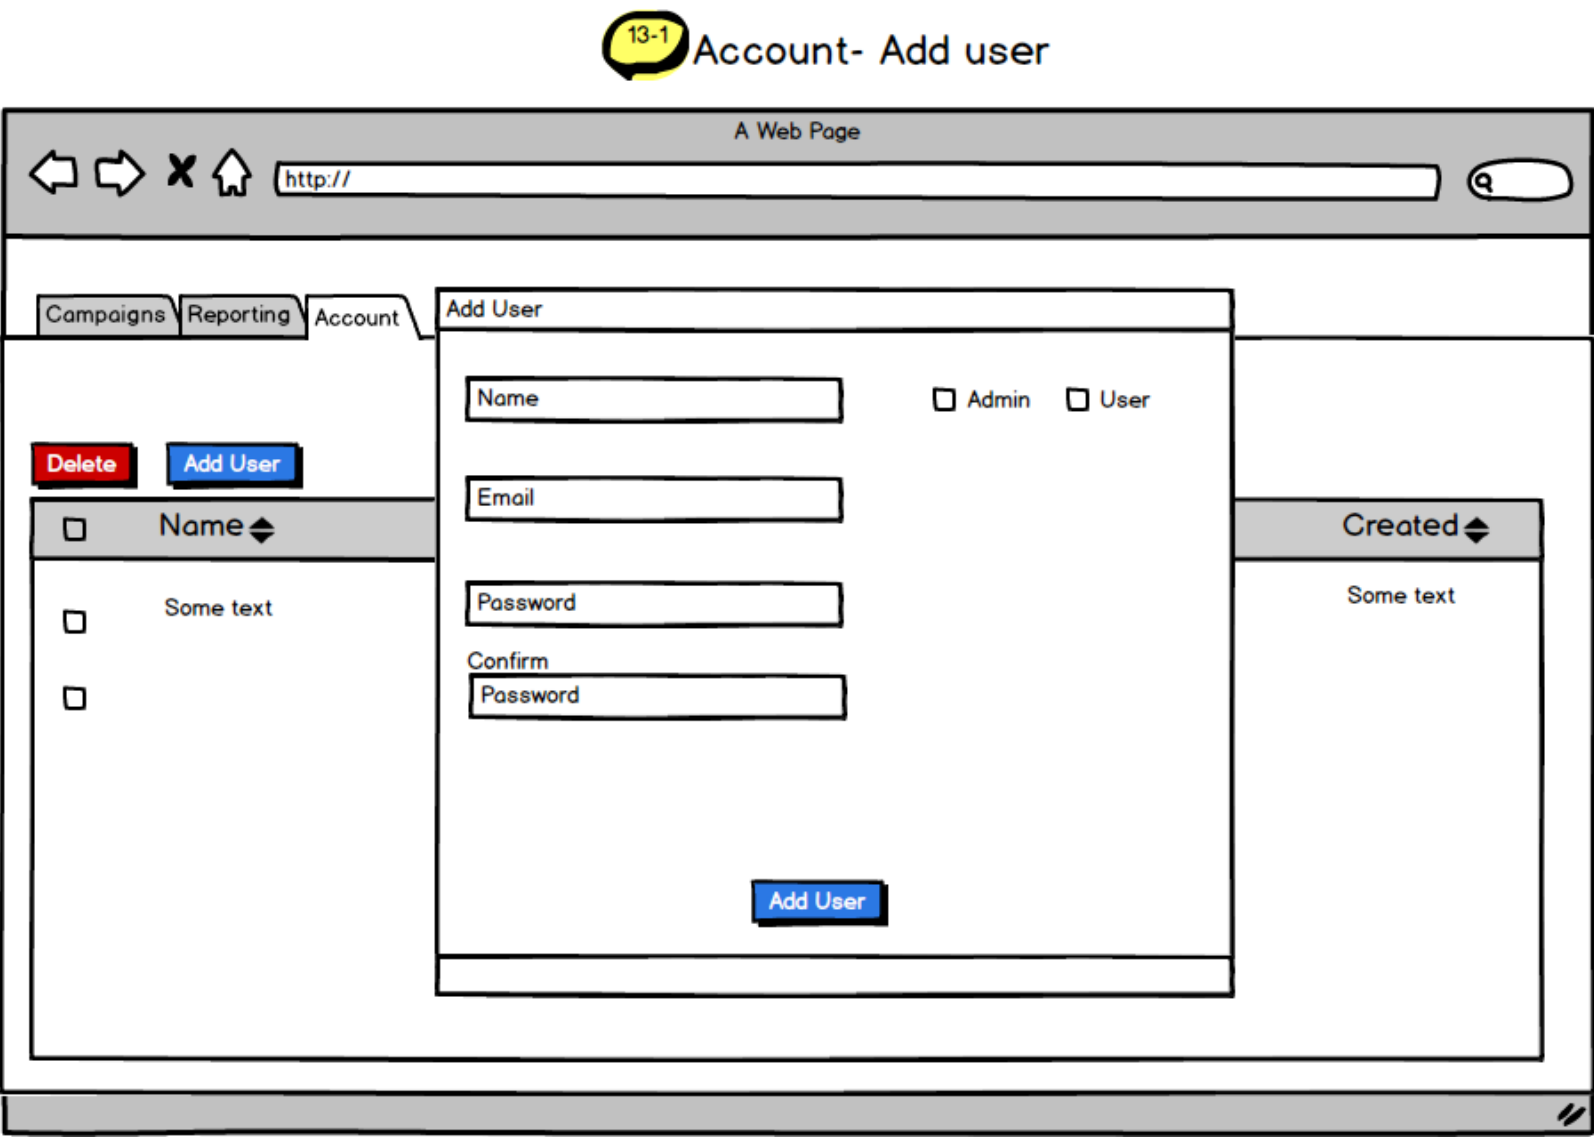 13-1
Account- Add user
A Web Page
http://
Campaigns
Reporting
Account
Add User
Name
Admin
User
Delete
Add User
Email
Name
Created
Some text
Some text
Password
Confirm
Password
Add User